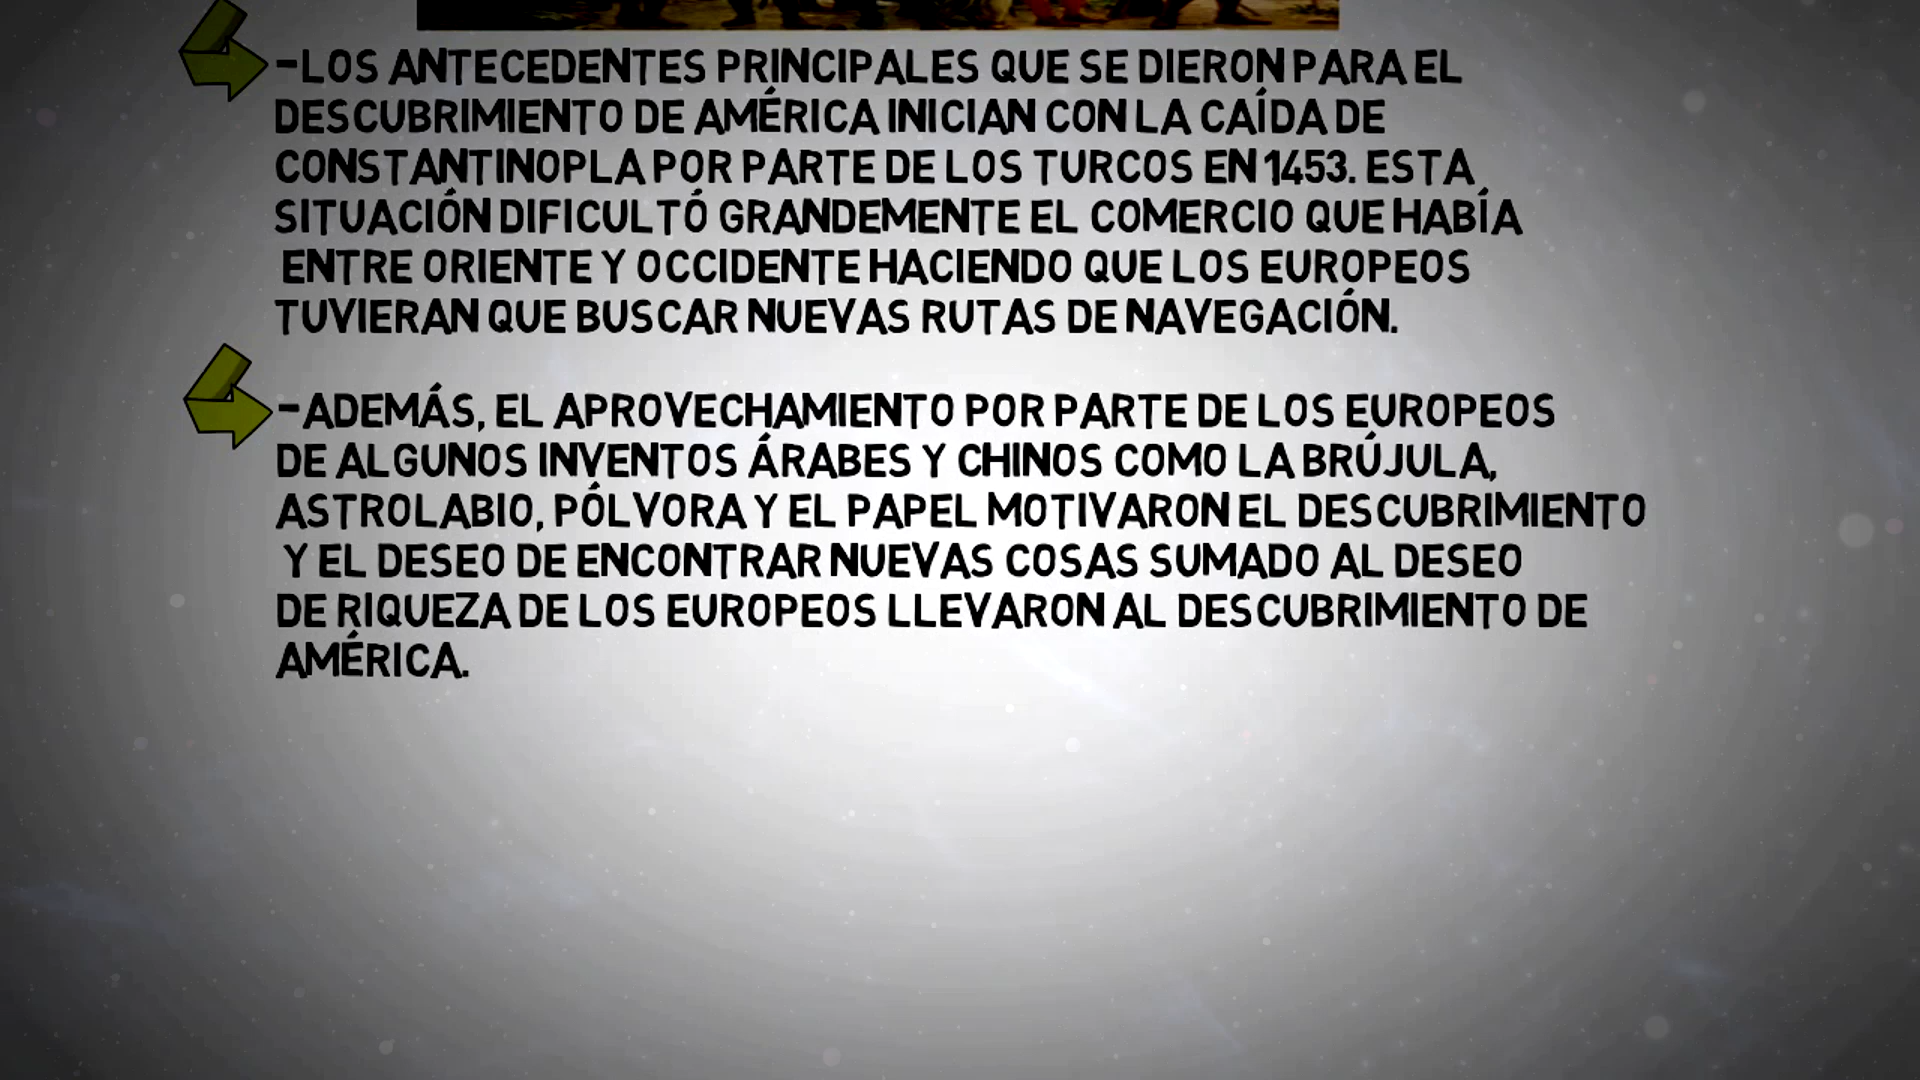 -LOS ANTECEDENTES PRINCIPALES QUE SE DIERON PARA EL
DESCUBRIMIENTO DE AMÉRICA INICIAN CON LA CAÍDA DE
CONSTANTINOPLA POR PARTE DE LOS TURCOS EN 1453. ESTA
SITUACIÓN DIFICULTÓ GRANDEMENTE EL COMERCIO QUE HABÍA
ENTRE ORIENTE Y OCCIDENTE HACIENDO QUE LOS EUROPEOS
TUVIERAN QUE BUSCAR NUEVAS RUTAS DE NAVEGACIÓN.
-ADEMÁS, EL APROVECHAMIENTO POR PARTE DE LOS EUROPEOS
DE ALGUNOS INVENTOS ÁRABES Y CHINOS COMO LA BRÚJULA,
ASTROLABIO, PÓLVORA Y EL PAPEL MOTIVARON EL DESCUBRIMIENTO
Y EL DESEO DE ENCONTRAR NUEVAS COSAS SUMADO AL DESEO
DE RIQUEZA DE LOS EUROPEOS LLEVARON AL DESCUBRIMIENTO DE
AMÉRICA.